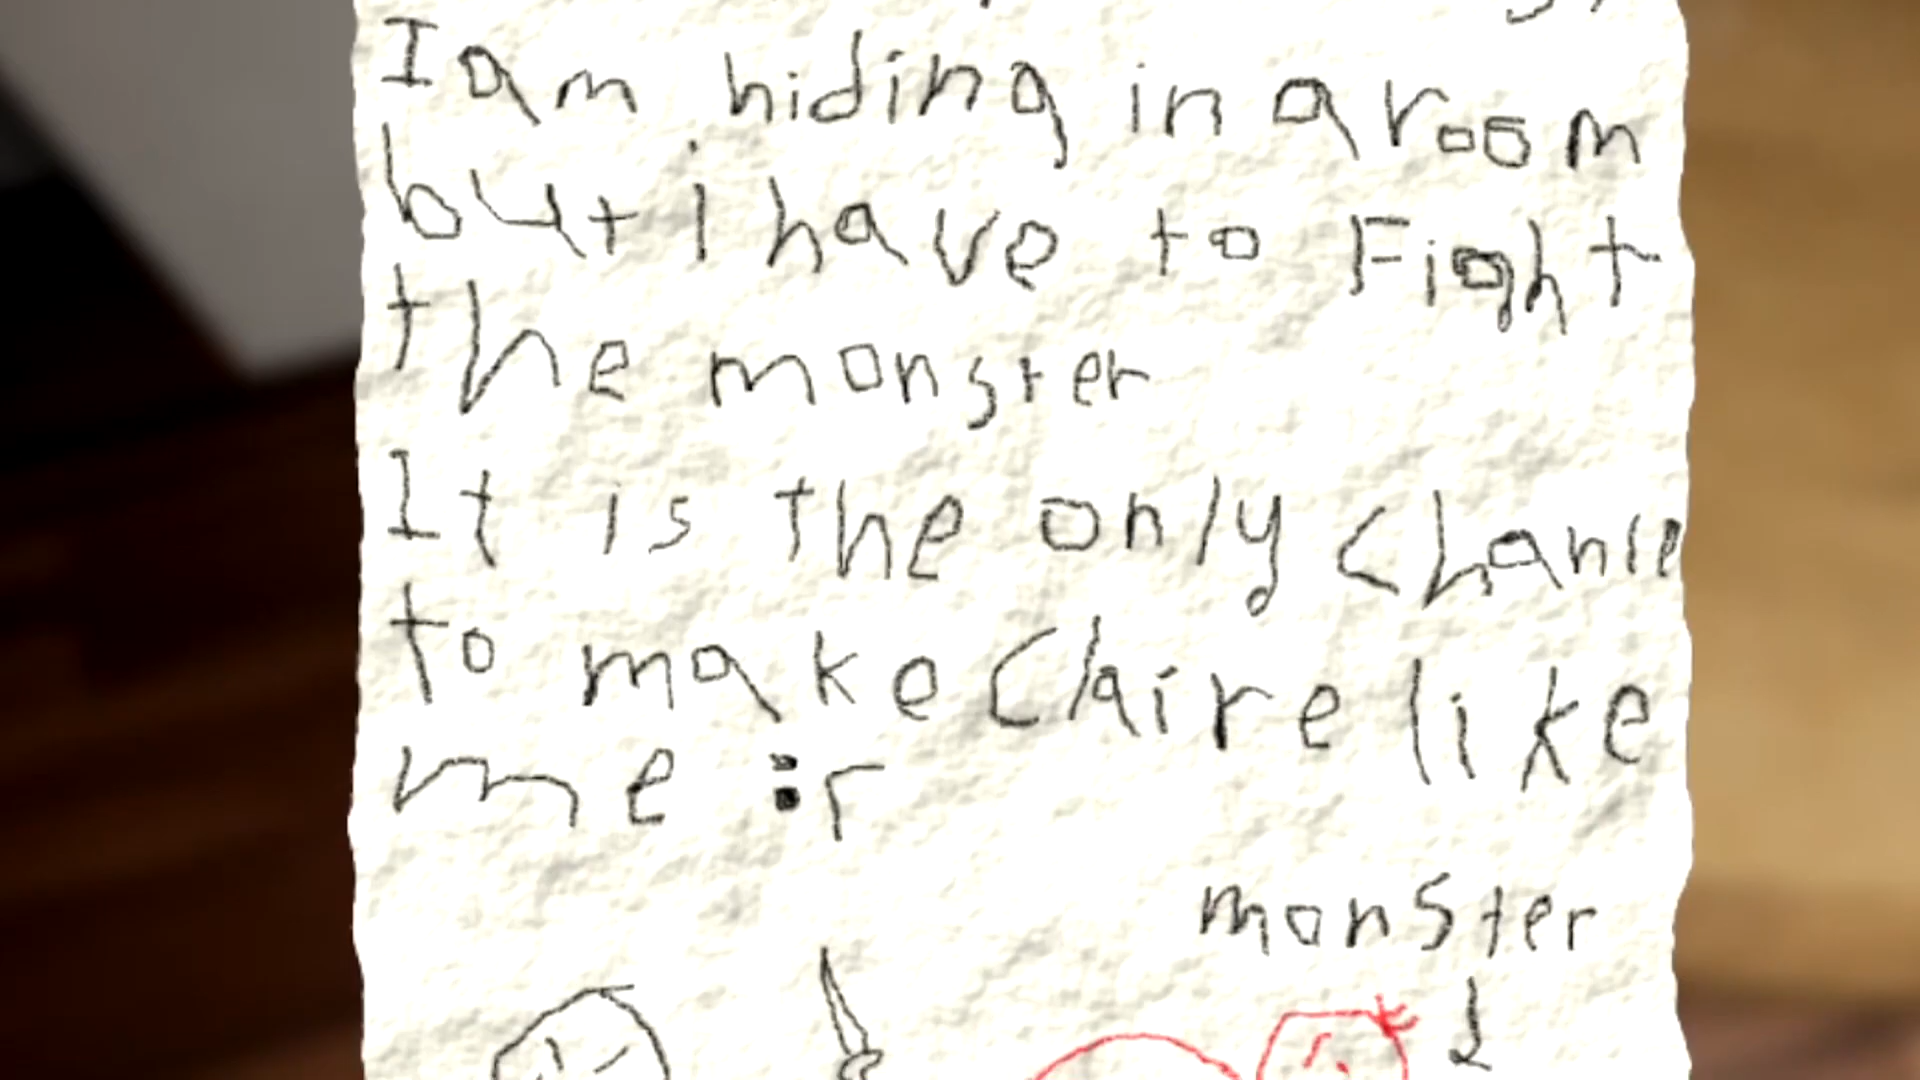 I am hiding in a room
but i have to Fight
the monster
It is the only chance
to make Claire like
me :r
monster